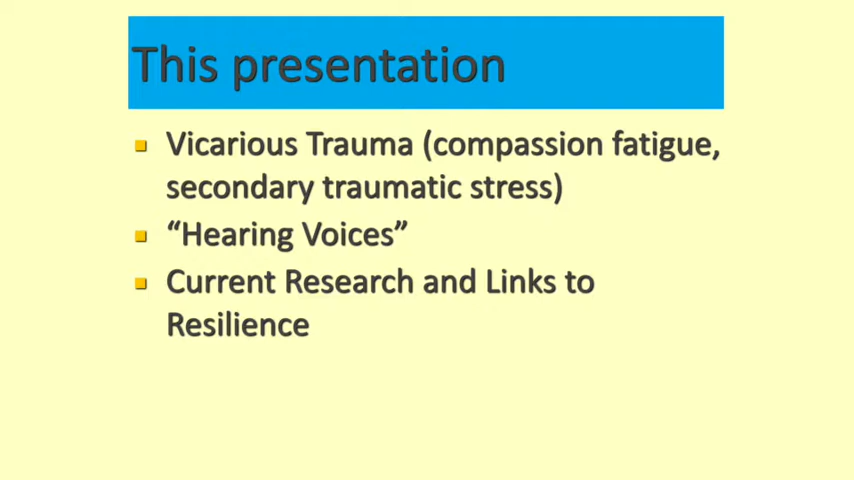 This presentation
Vicarious Trauma (compassion fatigue,
secondary traumatic stress)
“Hearing Voices”
Current Research and Links to
Resilience